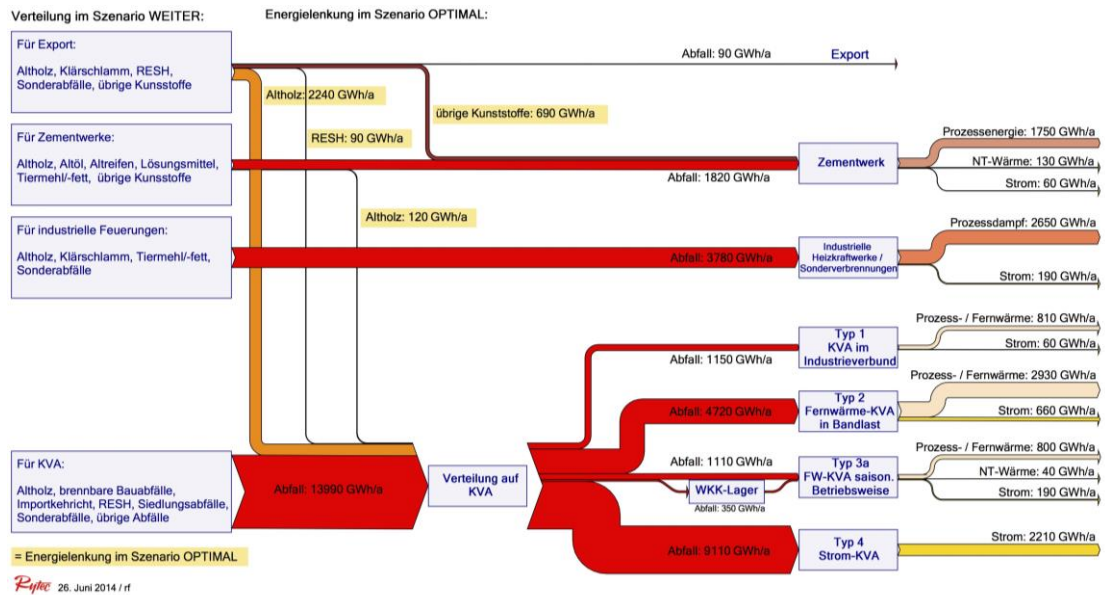 Verteilung im Szenario WEITER:
Energielenkung im Szenario OPTIMAL:
Für Export:
Altholz, Klärschlamm, RESH,
Sonderabfälle, übrige Kunsstoffe
Abfall: 90 GWh/a
Export
Altholz: 2240 GWh/a
übrige Kunststoffe: 690 GWh/a
RESH: 90 GWh/a
Für Zementwerke:
Altholz, Altöl, Altreifen, Lösungsmittel,
Tiermehl/-fett, übrige Kunstoffe
Abfall: 1820 GWh/a
Zementwerk
Prozessenergie: 1750 GWh/a
NT-Wärme: 130 GWh/a
Strom: 60 GWh/a
Altholz: 120 GWh/a
Für industrielle Feuerungen:
Altholz, Klärschlamm, Tiermehl/-fett,
Sonderabfälle
Abfall: 3780 GWh/a
Industrielle
Heizkraftwerke /
Sonderverbrennungen
Prozessdampf: 2650 GWh/a
Strom: 190 GWh/a
Abfall: 1150 GWh/a
Typ 1
KVA im
Industrieverbund
Prozess- / Fernwärme: 810 GWh/a
Strom: 60 GWh/a
Abfall: 4720 GWh/a
Typ 2
Fernwärme-KVA
in Bandlast
Prozess- / Fernwärme: 2930 GWh/a
Strom: 660 GWh/a
Für KVA:
Altholz, brennbare Bauabfälle,
Importkehricht, RESH, Siedlungsabfälle,
Sonderabfälle, übrige Abfälle
Abfall: 13990 GWh/a
Verteilung auf
KVA
Abfall: 1110 GWh/a
WKK-Lager
Abfall: 350 GWh/a
Typ 3a
FW-KVA saison.
Betriebsweise
Prozess- / Fernwärme: 800 GWh/a
NT-Wärme: 40 GWh/a
Strom: 190 GWh/a
Abfall: 9110 GWh/a
Typ 4
Strom-KVA
Strom: 2210 GWh/a
= Energielenkung im Szenario OPTIMAL
Rytec 26. Juni 2014 / rf